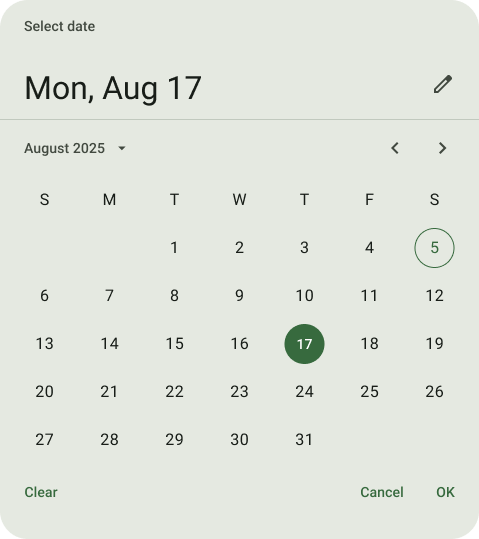 Select date
Mon, Aug 17
August 2025
S M T W T F S
1 2 3 4 5
6 7 8 9 10 11 12
13 14 15 16 17 18 19
20 21 22 23 24 25 26
27 28 29 30 31
Clear Cancel OK